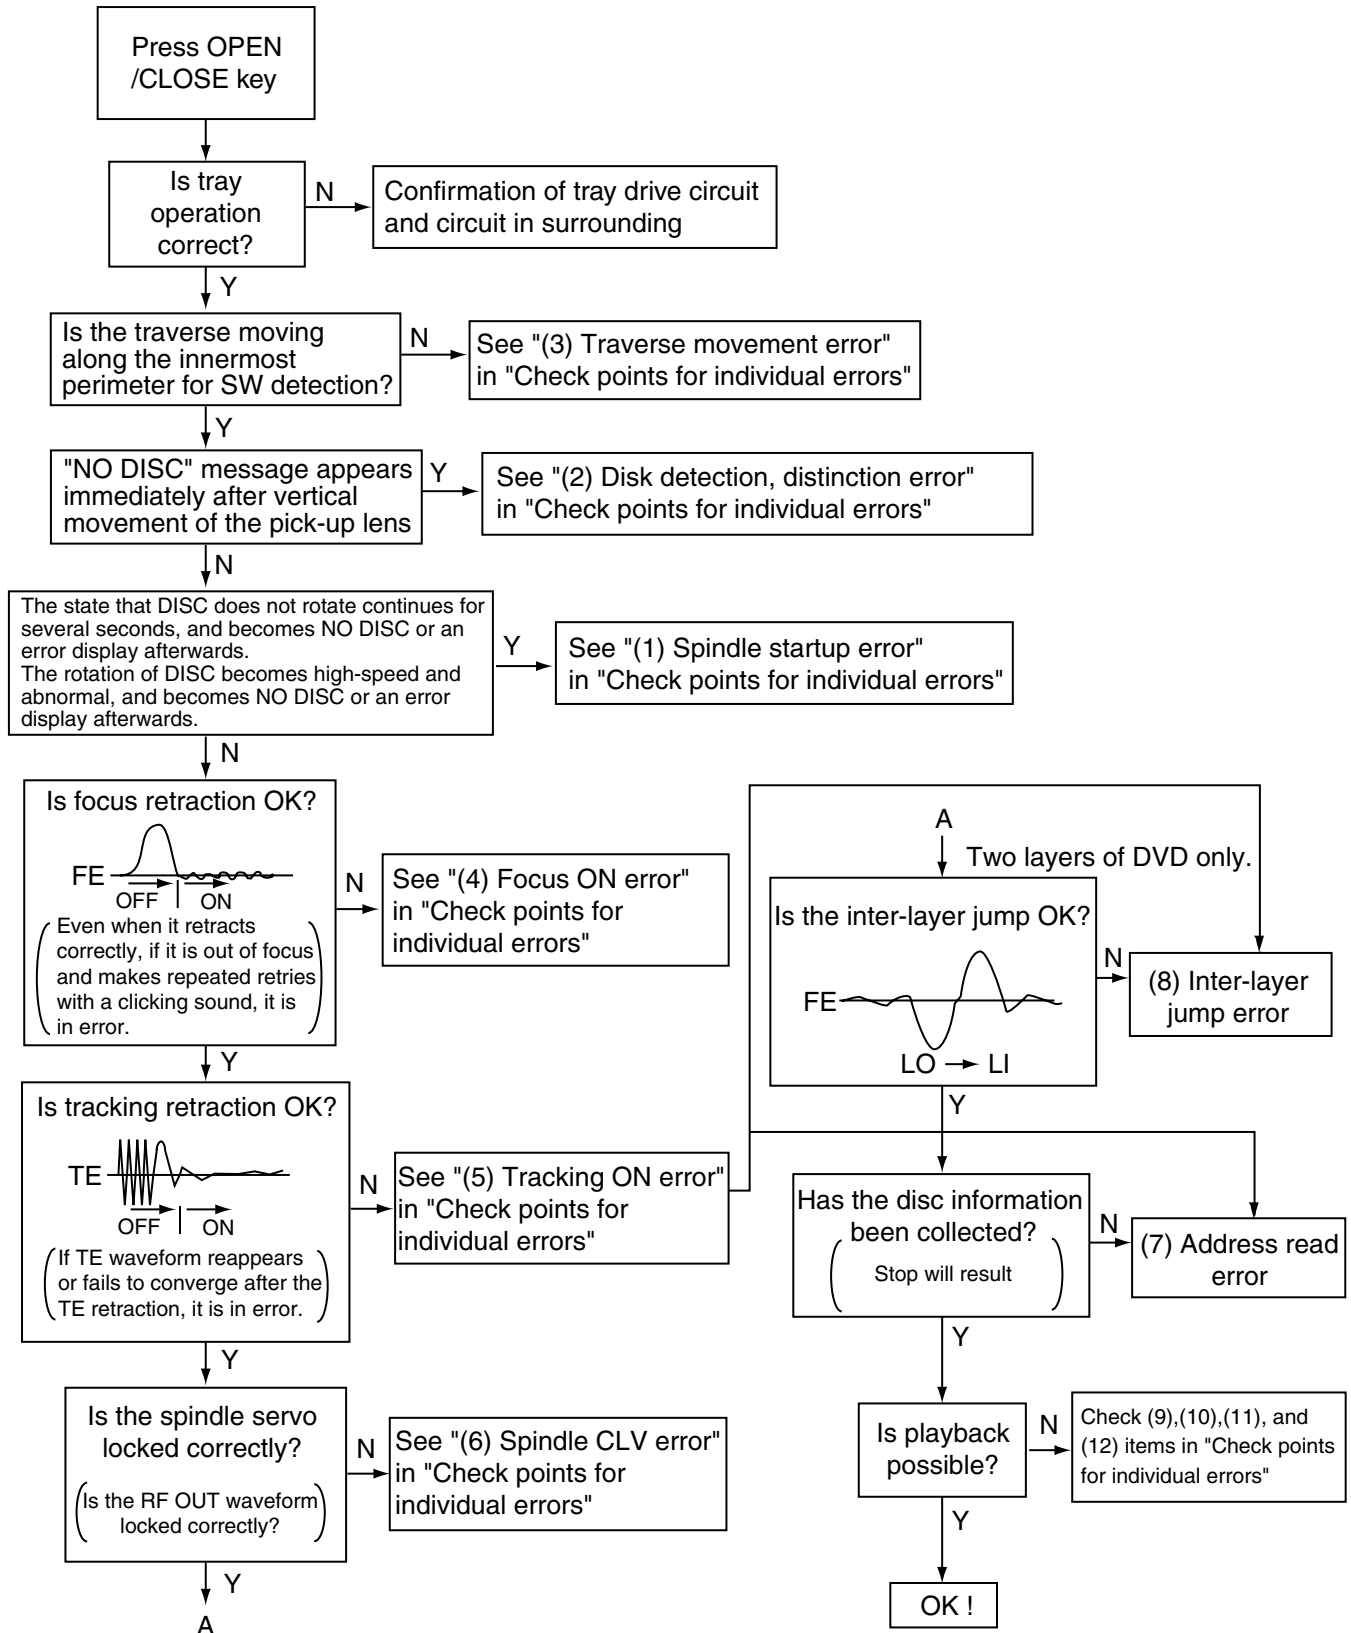 Press OPEN
/CLOSE key
Is tray
operation
correct?
N
Confirmation of tray drive circuit
and circuit in surrounding
Y
Is the traverse moving
along the innermost
perimeter for SW detection?
N
See "(3) Traverse movement error"
in "Check points for individual errors"
Y
"NO DISC" message appears
immediately after vertical
movement of the pick-up lens
Y
See "(2) Disk detection, distinction error"
in "Check points for individual errors"
N
The state that DISC does not rotate continues for
several seconds, and becomes NO DISC or an
error display afterwards.
The rotation of DISC becomes high-speed and
abnormal, and becomes NO DISC or an error
display afterwards.
Y
See "(1) Spindle startup error"
in "Check points for individual errors"
N
Is focus retraction OK?
FE
OFF
ON
(Even when it retracts
correctly, if it is out of focus
and makes repeated retries
with a clicking sound, it is
in error.)
N
See "(4) Focus ON error"
in "Check points for
individual errors"
Y
Is tracking retraction OK?
TE
OFF
ON
(If TE waveform reappears
or fails to converge after the
TE retraction, it is in error.)
N
See "(5) Tracking ON error"
in "Check points for
individual errors"
Y
Is the spindle servo
locked correctly?
(Is the RF OUT waveform
locked correctly?)
N
See "(6) Spindle CLV error"
in "Check points for
individual errors"
Y
A
A
Two layers of DVD only.
Is the inter-layer jump OK?
FE
LO → LI
N
(8) Inter-layer
jump error
Y
Has the disc information
been collected?
(Stop will result)
N
(7) Address read
error
Y
Is playback
possible?
N
Check (9),(10),(11), and
(12) items in "Check points
for individual errors"
Y
OK !